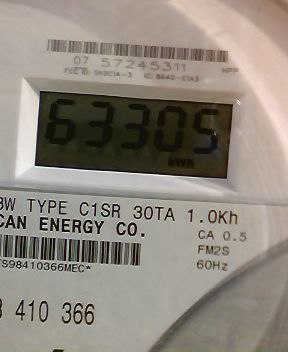 07 57245311
63305
kWh
3W TYPE C1SR 30TA 1.0Kh
CAN ENERGY CO.
CA 0.5
FM2S
60Hz
S98410366MEC*
410 366